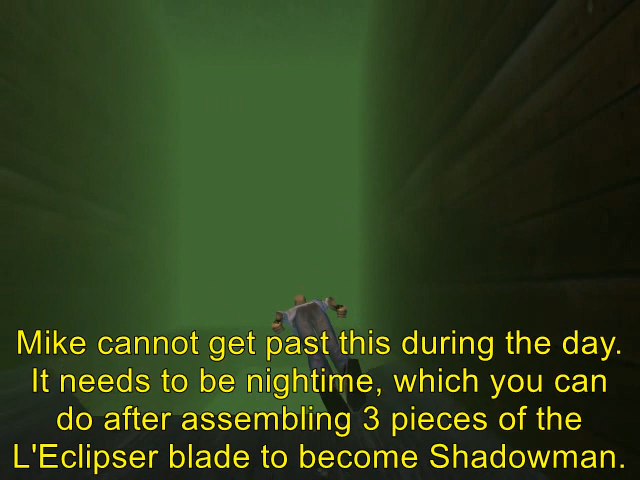 Mike cannot get past this during the day.
It needs to be nightime, which you can
do after assembling 3 pieces of the
L'Eclipser blade to become Shadowman.